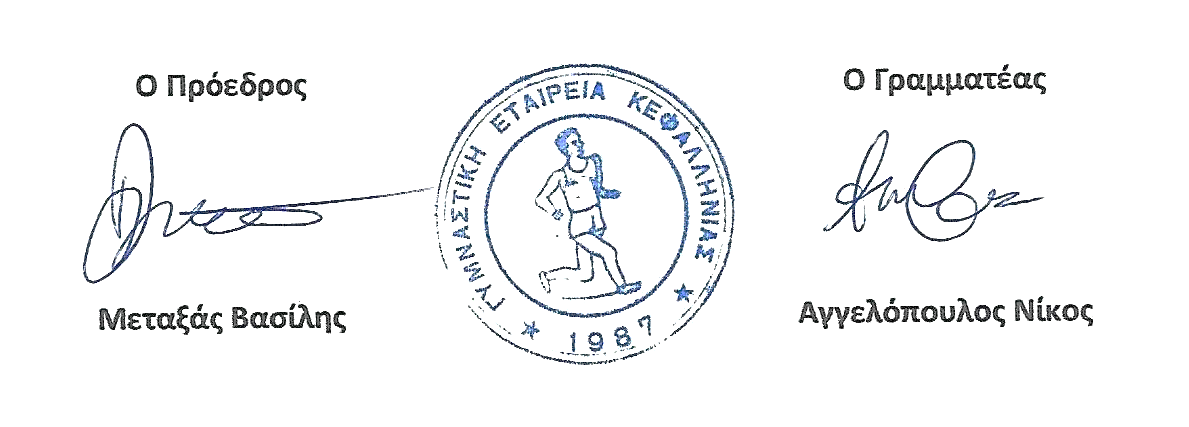 Ο Πρόεδρος
Μεταξάς Βασίλης
ΓΥΜΝΑΣΤΙΚΗ ΕΤΑΙΡΕΙΑ ΚΕΦΑΛΛΗΝΙΑΣ
★ 1987 ★
Ο Γραμματέας
Αγγελόπουλος Νίκος